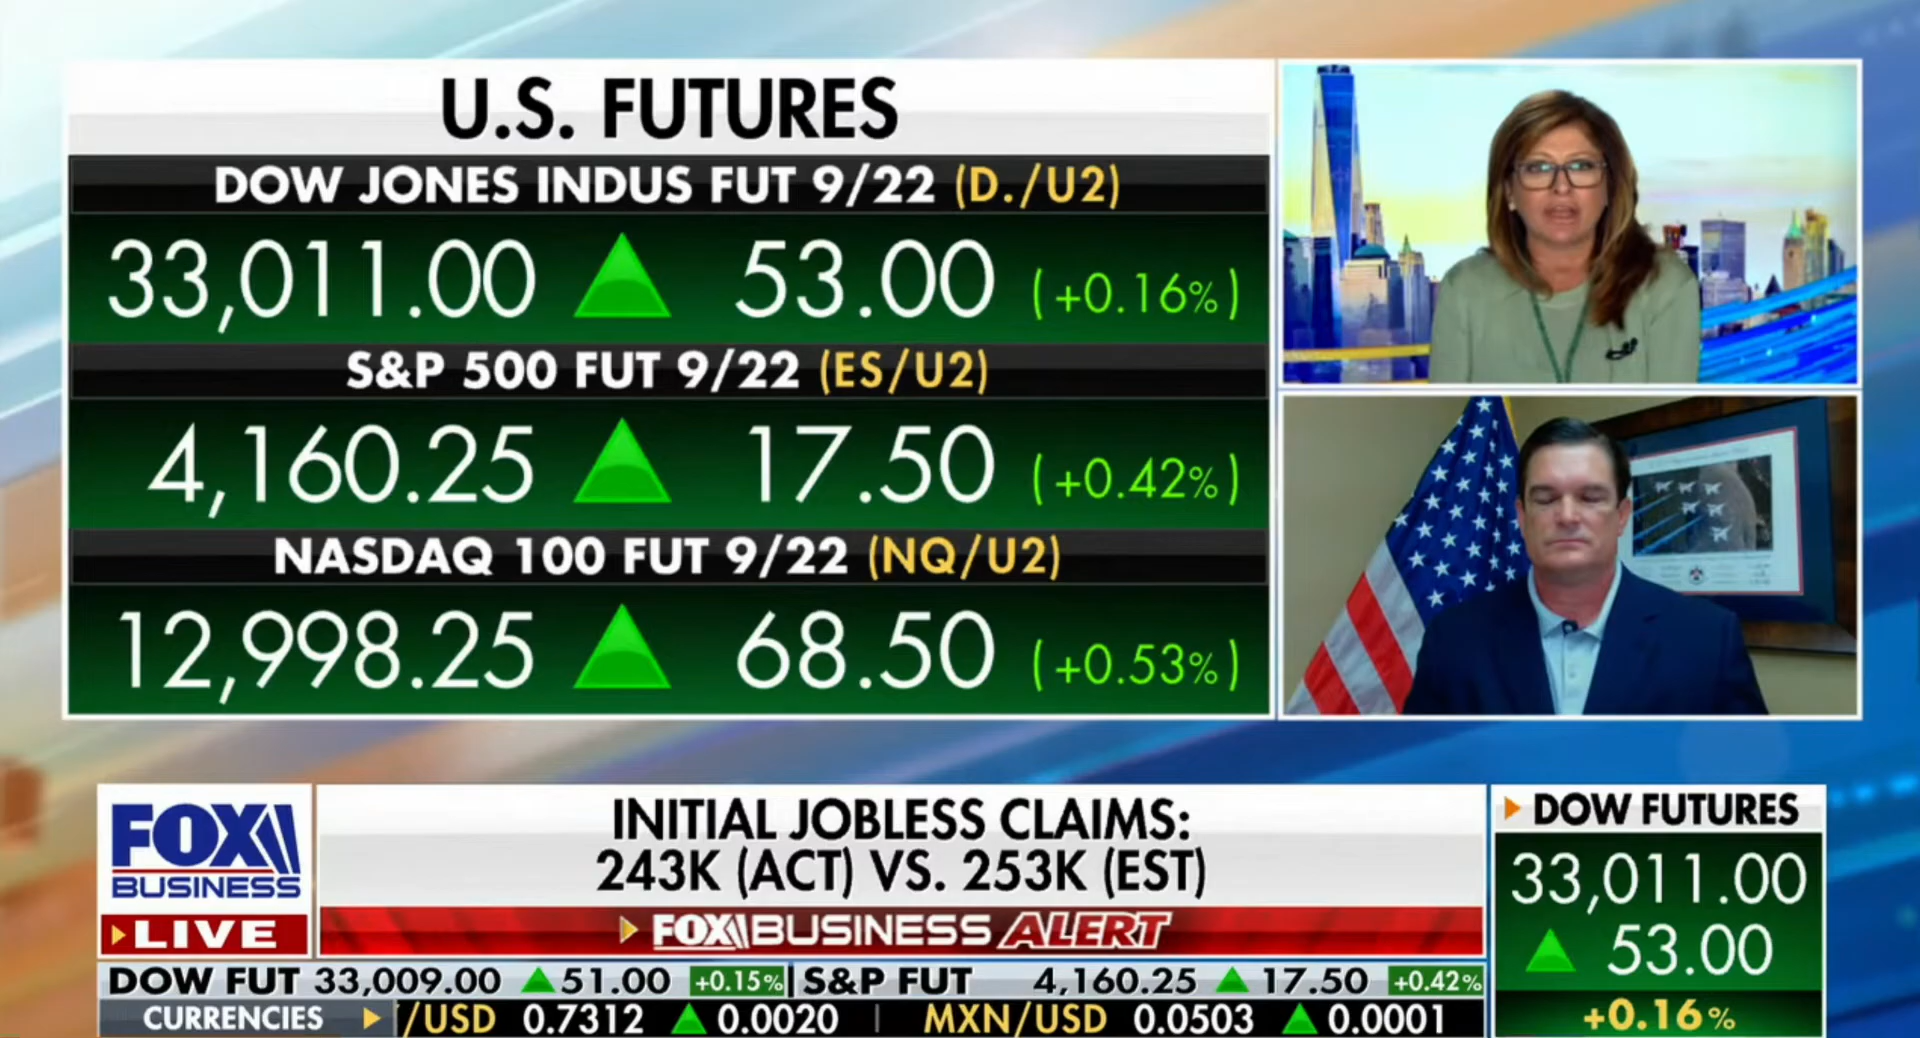 U.S. FUTURES
DOW JONES INDUS FUT 9/22 (D./U2)
33,011.00 ▲ 53.00 (+0.16%)
S&P 500 FUT 9/22 (ES/U2)
4,160.25 ▲ 17.50 (+0.42%)
NASDAQ 100 FUT 9/22 (NQ/U2)
12,998.25 ▲ 68.50 (+0.53%)
FOX
BUSINESS
LIVE
INITIAL JOBLESS CLAIMS:
243K (ACT) VS. 253K (EST)
FOX BUSINESS ALERT
DOW FUTURES
33,011.00
▲ 53.00
+0.16%
DOW FUT 33,009.00 ▲ 51.00 +0.15% | S&P FUT 4,160.25 ▲ 17.50 +0.42%
CURRENCIES /USD 0.7312 ▲ 0.0020 | MXN/USD 0.0503 ▲ 0.0001